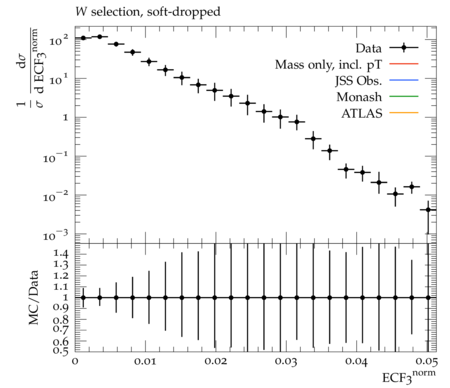 W selection, soft-dropped
1/σ dσ/d ECF3^norm
10^2
10
1
10^−1
10^−2
10^−3
Data
Mass only, incl. pT
JSS Obs.
Monash
ATLAS
MC/Data
1.4
1.3
1.2
1.1
1
0.9
0.8
0.7
0.6
0.5
0 0.01 0.02 0.03 0.04 0.05
ECF3^norm